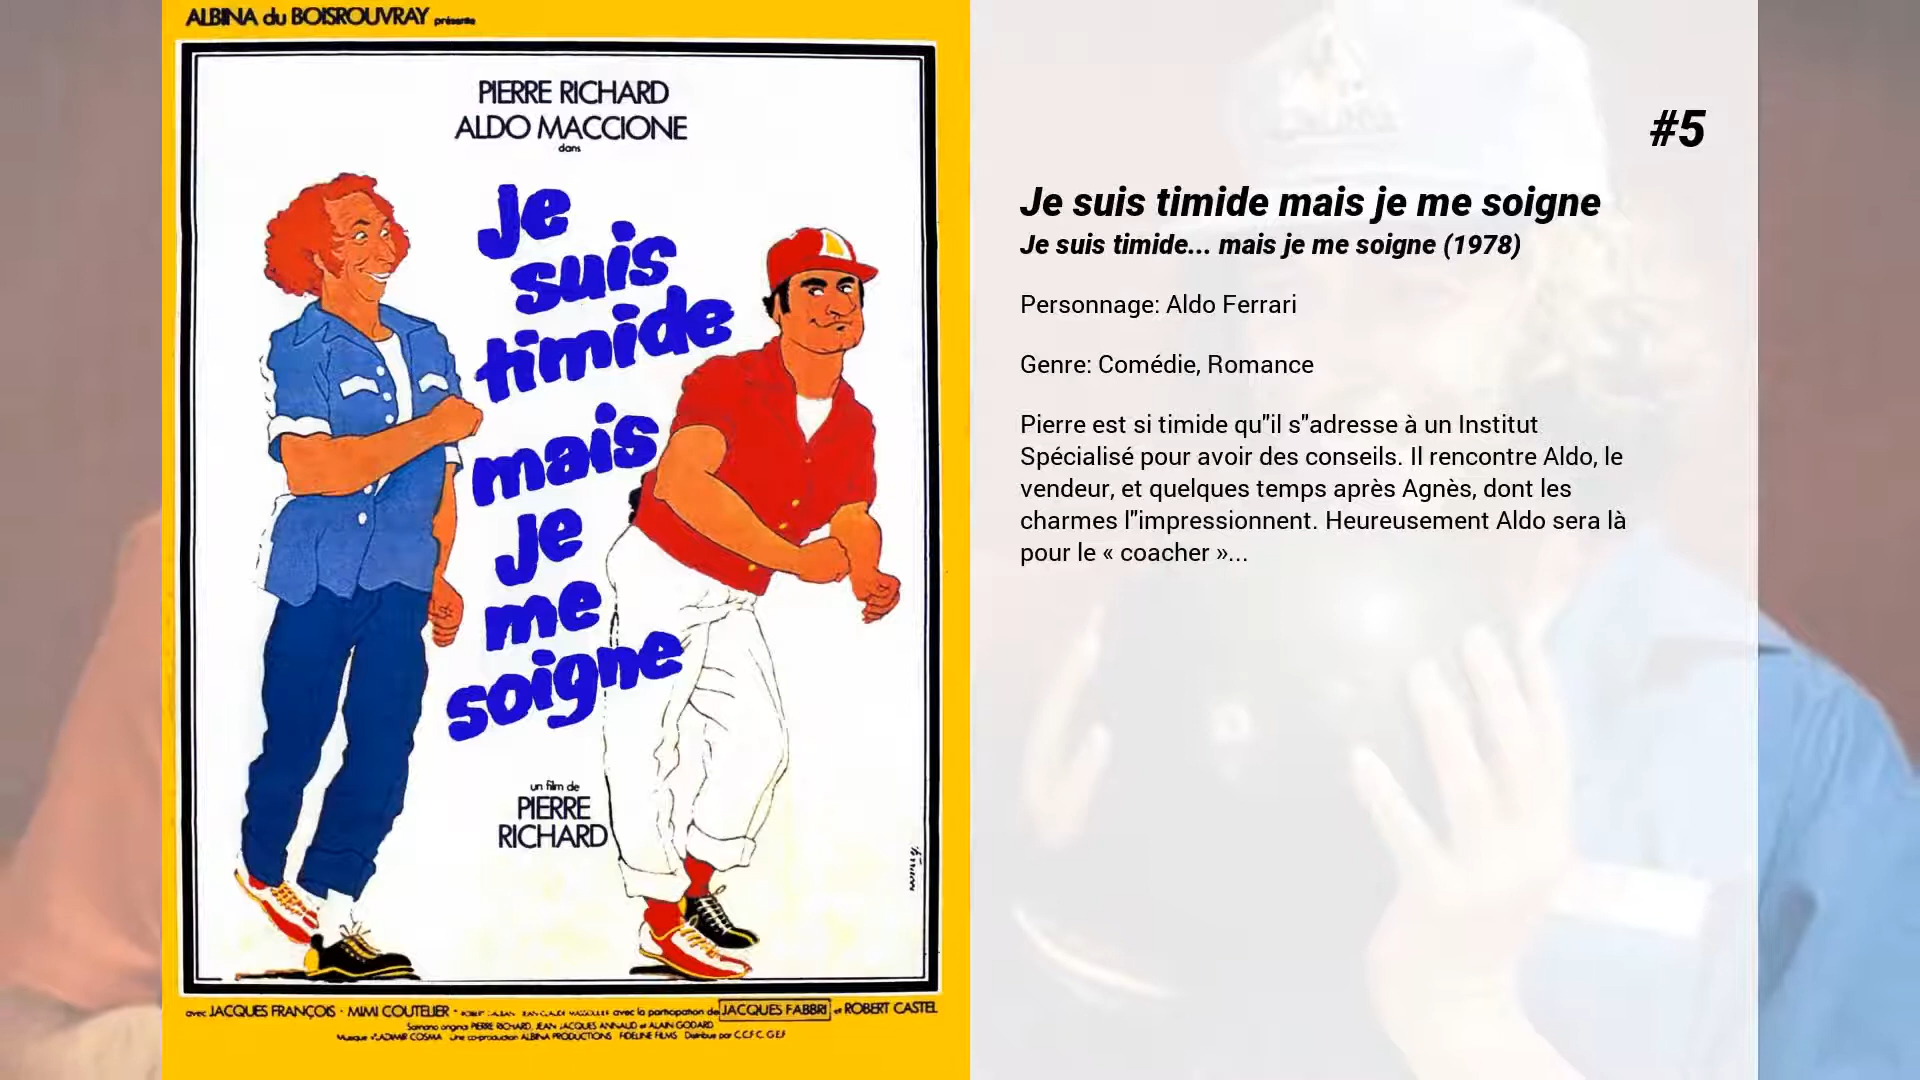 ALBINA du BOISROUVRAY présente
PIERRE RICHARD
ALDO MACCIONE
dans
Je
suis
timide
mais
je
me
soigne
un film de
PIERRE
RICHARD
avec JACQUES FRANÇOIS · MIMI COUTELIER - avec la participation de JACQUES FABBRI et ROBERT CASTEL
Scénario original PIERRE RICHARD, JEAN JACQUES ANNAUD et ALAIN GODARD
Musique VLADIMIR COSMA Une co-production ALBINA PRODUCTIONS FIDELINE FILMS Distribué par C.C.F.C. G.E.F
#5
Je suis timide mais je me soigne
Je suis timide... mais je me soigne (1978)
Personnage: Aldo Ferrari
Genre: Comédie, Romance
Pierre est si timide qu"il s"adresse à un Institut
Spécialisé pour avoir des conseils. Il rencontre Aldo, le
vendeur, et quelques temps après Agnès, dont les
charmes l"impressionnent. Heureusement Aldo sera là
pour le « coacher »...